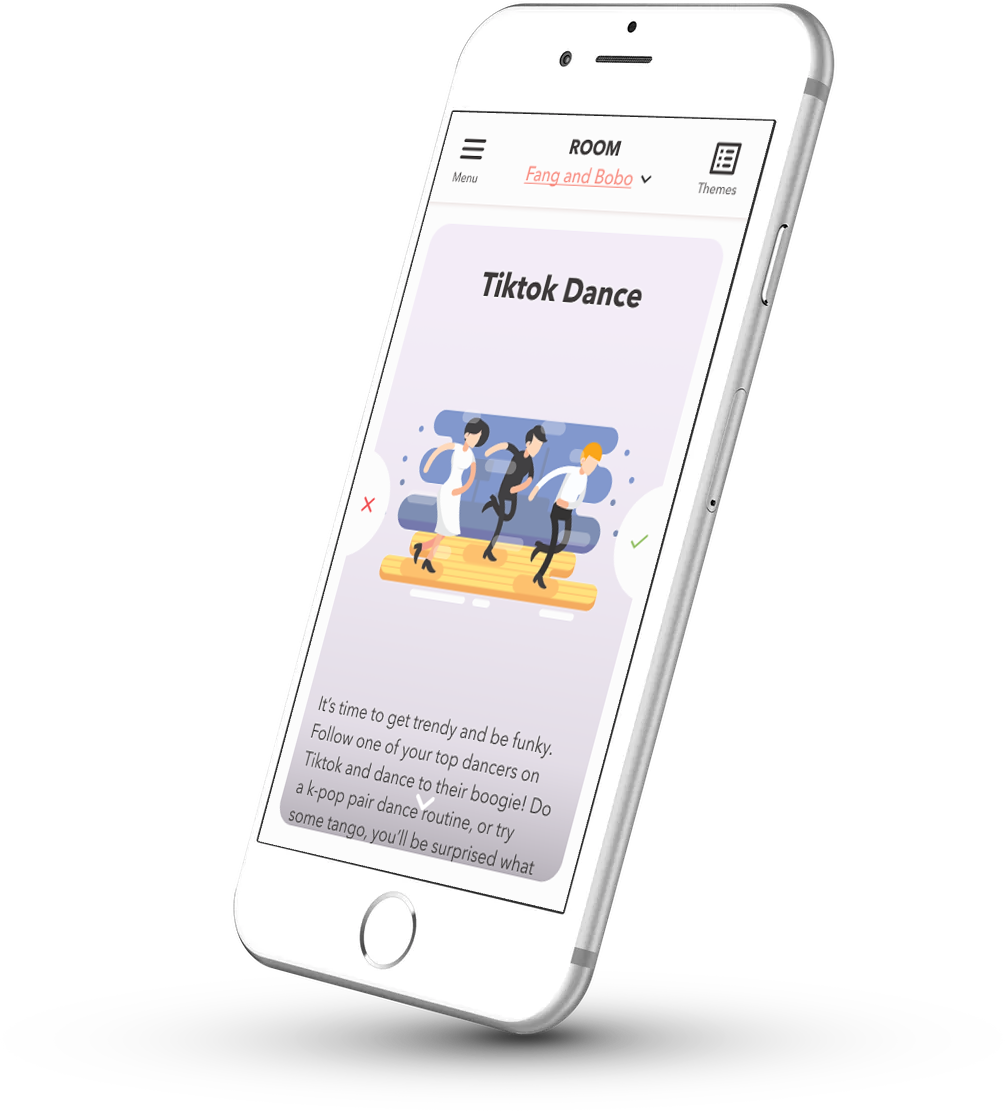 ROOM
Menu
Fang and Bobo
Themes
Tiktok Dance
It's time to get trendy and be funky.
Follow one of your top dancers on
Tiktok and dance to their boogie! Do
a k-pop pair dance routine, or try
some tango, you'll be surprised what